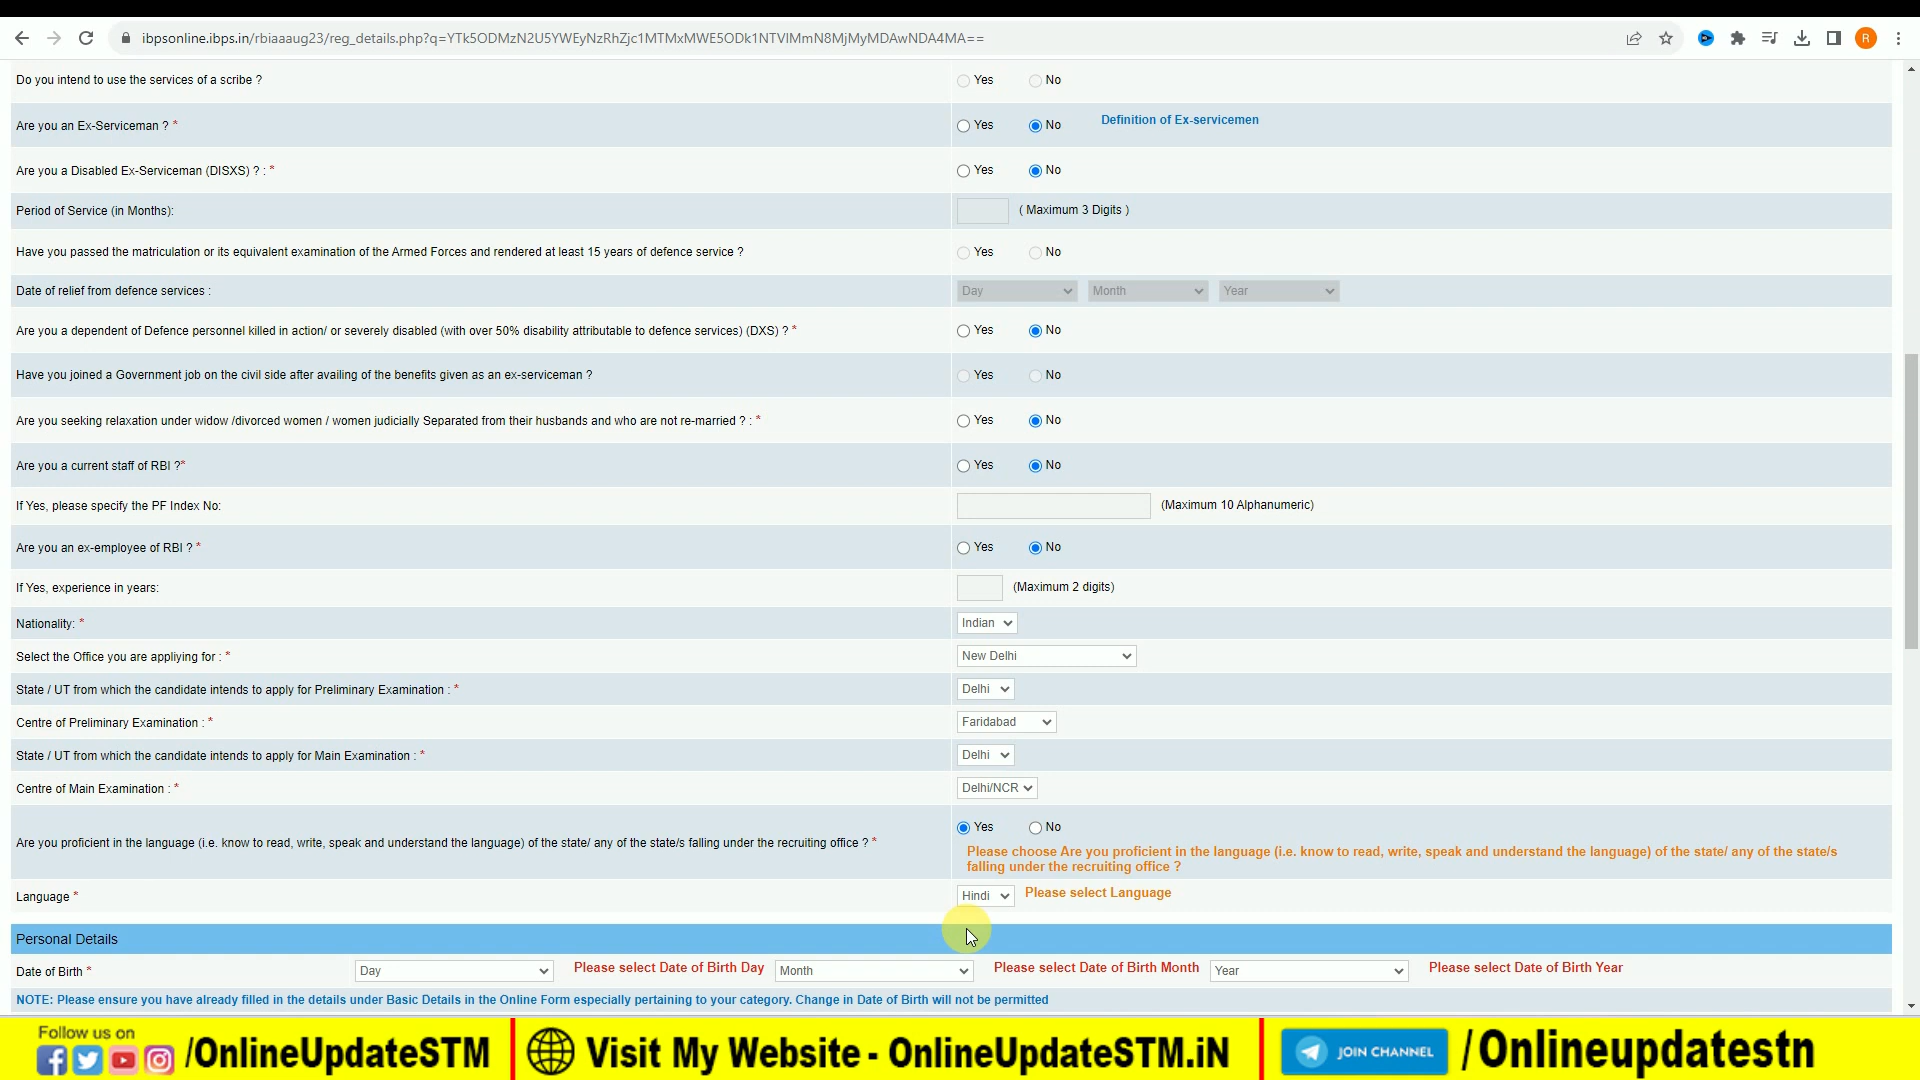 ibpsonline.ibps.in/rbiaaaug23/reg_details.php?q=YTk5ODMzN2U5YWEyNzRhZjc1MTMxMWE5ODk1NTVlMmN8MjMyMDAwNDA4MA==
R
Do you intend to use the services of a scribe ? Yes No
Are you an Ex-Serviceman ? * Yes No Definition of Ex-servicemen
Are you a Disabled Ex-Serviceman (DISXS) ? : * Yes No
Period of Service (in Months): ( Maximum 3 Digits )
Have you passed the matriculation or its equivalent examination of the Armed Forces and rendered at least 15 years of defence service ? Yes No
Date of relief from defence services : Day Month Year
Are you a dependent of Defence personnel killed in action/ or severely disabled (with over 50% disability attributable to defence services) (DXS) ? * Yes No
Have you joined a Government job on the civil side after availing of the benefits given as an ex-serviceman ? Yes No
Are you seeking relaxation under widow /divorced women / women judicially Separated from their husbands and who are not re-married ? : * Yes No
Are you a current staff of RBI ?* Yes No
If Yes, please specify the PF Index No: (Maximum 10 Alphanumeric)
Are you an ex-employee of RBI ? * Yes No
If Yes, experience in years: (Maximum 2 digits)
Nationality: * Indian
Select the Office you are appliying for : * New Delhi
State / UT from which the candidate intends to apply for Preliminary Examination : * Delhi
Centre of Preliminary Examination : * Faridabad
State / UT from which the candidate intends to apply for Main Examination : * Delhi
Centre of Main Examination : * Delhi/NCR
Are you proficient in the language (i.e. know to read, write, speak and understand the language) of the state/ any of the state/s falling under the recruiting office ? * Yes No
Please choose Are you proficient in the language (i.e. know to read, write, speak and understand the language) of the state/ any of the state/s
falling under the recruiting office ?
Language * Hindi Please select Language
Personal Details
Date of Birth * Day Please select Date of Birth Day Month Please select Date of Birth Month Year Please select Date of Birth Year
NOTE: Please ensure you have already filled in the details under Basic Details in the Online Form especially pertaining to your category. Change in Date of Birth will not be permitted
Follow us on
/OnlineUpdateSTM Visit My Website - OnlineUpdateSTM.iN JOIN CHANNEL /Onlineupdatestn